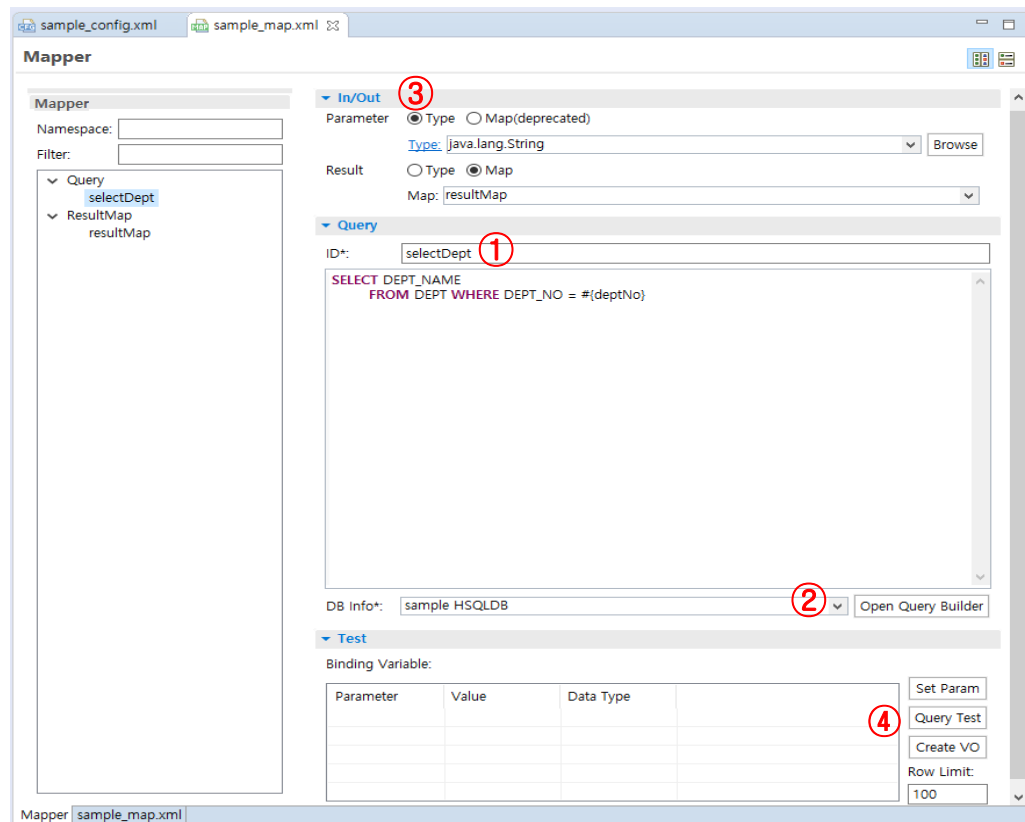 sample_config.xml sample_map.xml
Mapper
Mapper
Namespace:
Filter:
Query
selectDept
ResultMap
resultMap
In/Out ③
Parameter Type Map(deprecated)
Type: java.lang.String Browse
Result Type Map
Map: resultMap
Query
ID*: selectDept ①
SELECT DEPT_NAME
FROM DEPT WHERE DEPT_NO = #{deptNo}
DB Info*: sample HSQLDB ② Open Query Builder
Test
Binding Variable:
Parameter Value Data Type
Set Param
④ Query Test
Create VO
Row Limit:
100
Mapper sample_map.xml